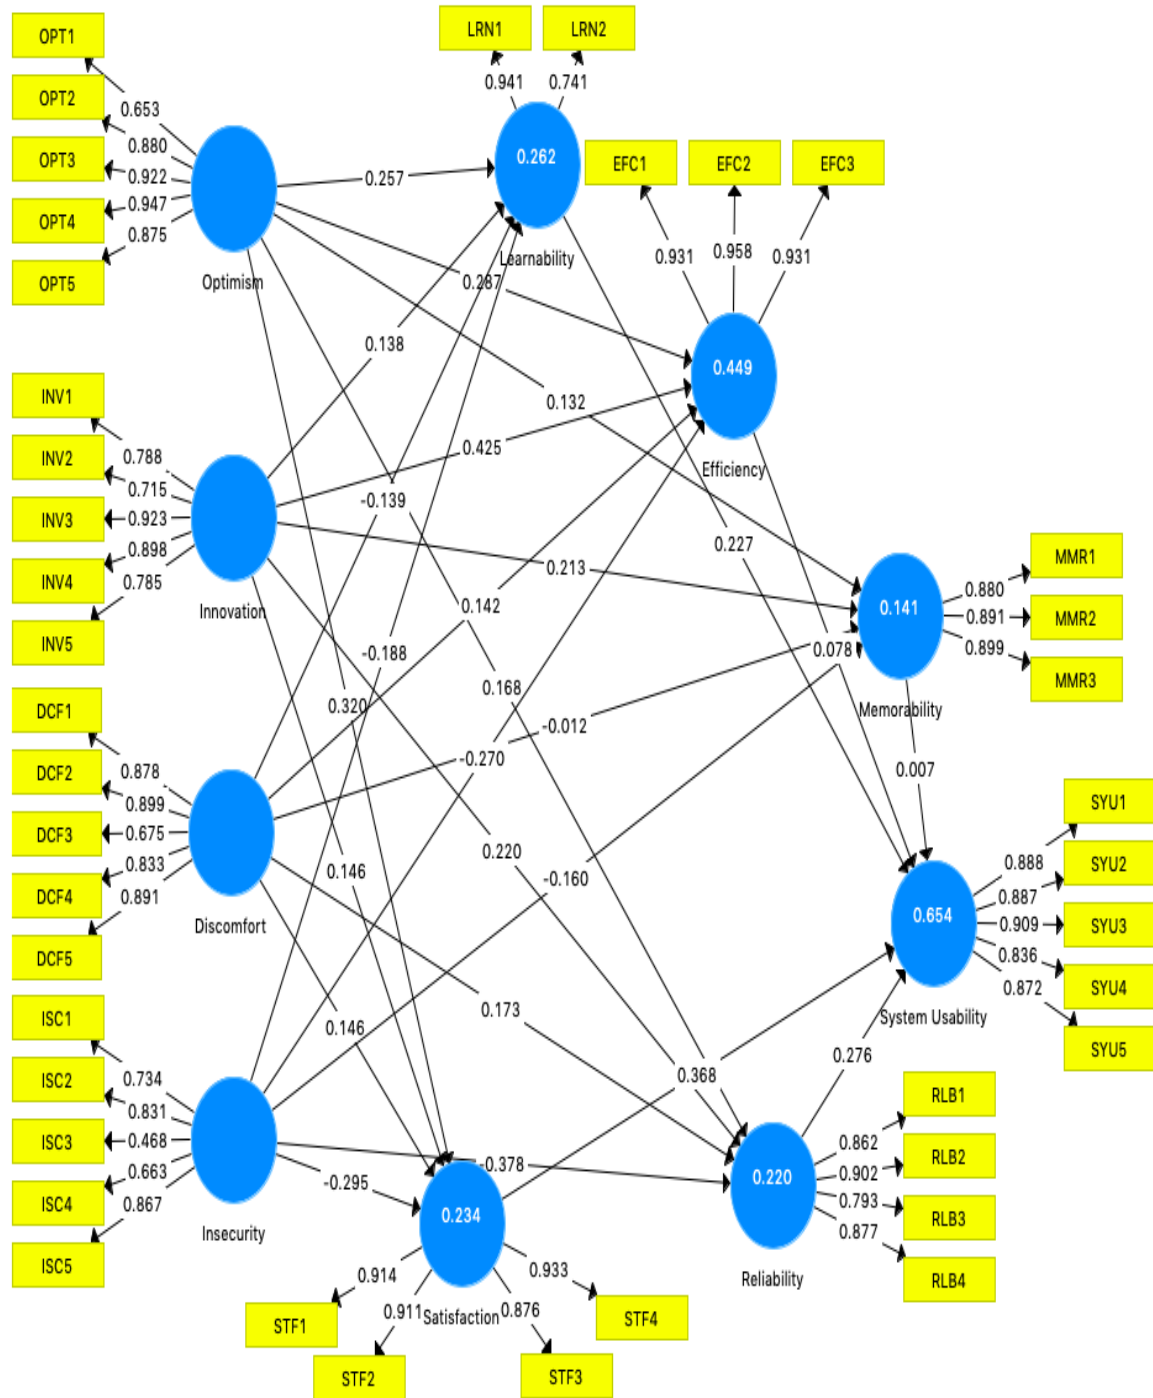 OPT1
OPT2
OPT3
OPT4
OPT5
0.653
0.880
0.922
0.947
0.875
Optimism
LRN1
LRN2
0.941
0.741
0.262
Learnability
EFC1
EFC2
EFC3
0.931
0.958
0.931
0.449
Efficiency
0.257
0.287
0.132
0.138
0.425
-0.139
0.213
0.227
INV1
INV2
INV3
INV4
INV5
0.788
0.715
0.923
0.898
0.785
Innovation
0.142
-0.188
0.320
0.168
-0.012
-0.270
0.078
MMR1
MMR2
MMR3
0.880
0.891
0.899
0.141
Memorability
0.007
DCF1
DCF2
DCF3
DCF4
DCF5
0.878
0.899
0.675
0.833
0.891
Discomfort
0.220
0.146
-0.160
0.173
0.146
SYU1
SYU2
SYU3
SYU4
SYU5
0.888
0.887
0.909
0.836
0.872
0.654
System Usability
0.276
0.368
ISC1
ISC2
ISC3
ISC4
ISC5
0.734
0.831
0.468
0.663
0.867
Insecurity
-0.378
-0.295
RLB1
RLB2
RLB3
RLB4
0.862
0.902
0.793
0.877
0.220
Reliability
0.234
Satisfaction
0.914
0.911
0.876
0.933
STF1
STF2
STF3
STF4